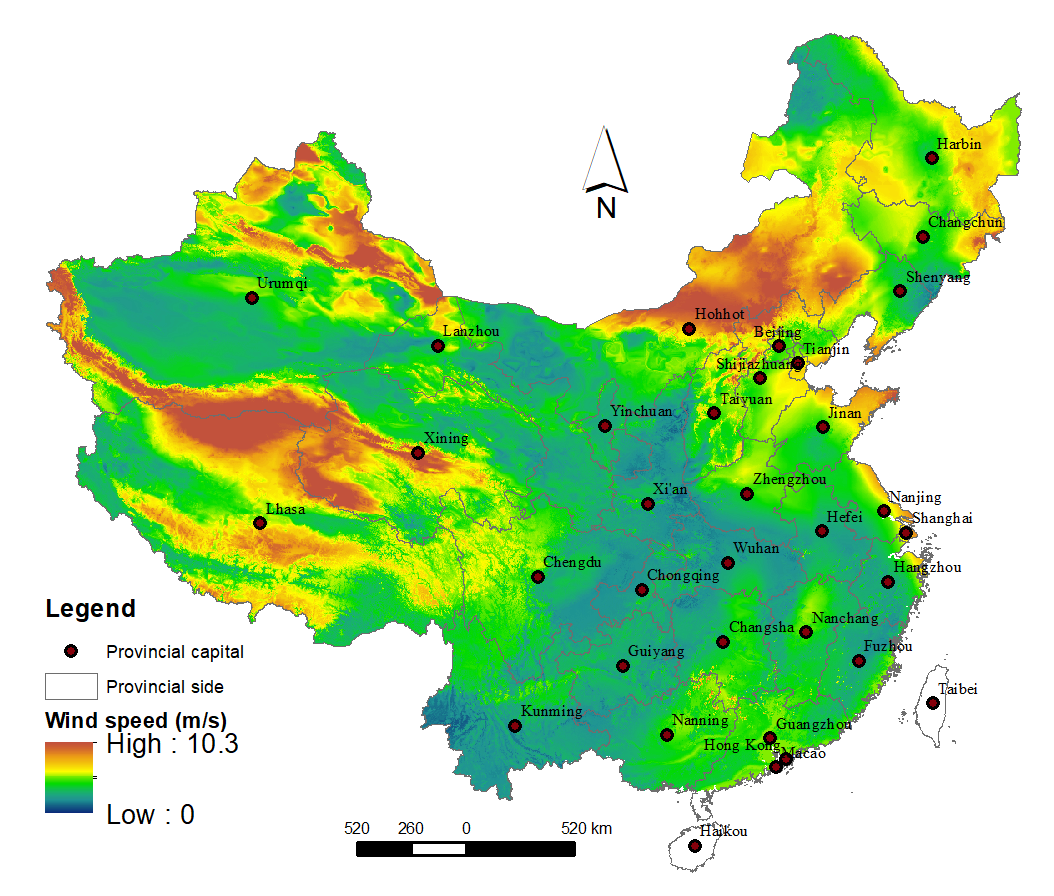 Harbin
Changchun
Shenyang
Urumqi
Hohhot
Lanzhou
Beijing
Tianjin
Shijiazhuang
Taiyuan
Yinchuan
Jinan
Xining
Zhengzhou
Xi'an
Nanjing
Lhasa
Hefei
Shanghai
Wuhan
Chengdu
Chongqing
Hangzhou
Changsha
Nanchang
Guiyang
Fuzhou
Taibei
Kunming
Nanning
Guangzhou
Hong Kong
Macao
Haikou
N
Legend
Provincial capital
Provincial side
Wind speed (m/s)
High : 10.3
Low : 0
520 260 0 520 km